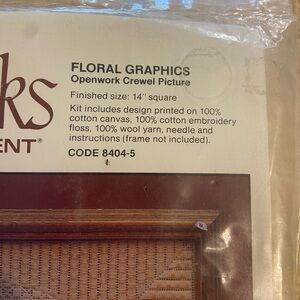 FLORAL GRAPHICS
Openwork Crewel Picture
Finished size: 14" square
Kit includes design printed on 100%
cotton canvas, 100% cotton embroidery
floss, 100% wool yarn, needle and
instructions (frame not included).
CODE 8404-5
ks
ENT®